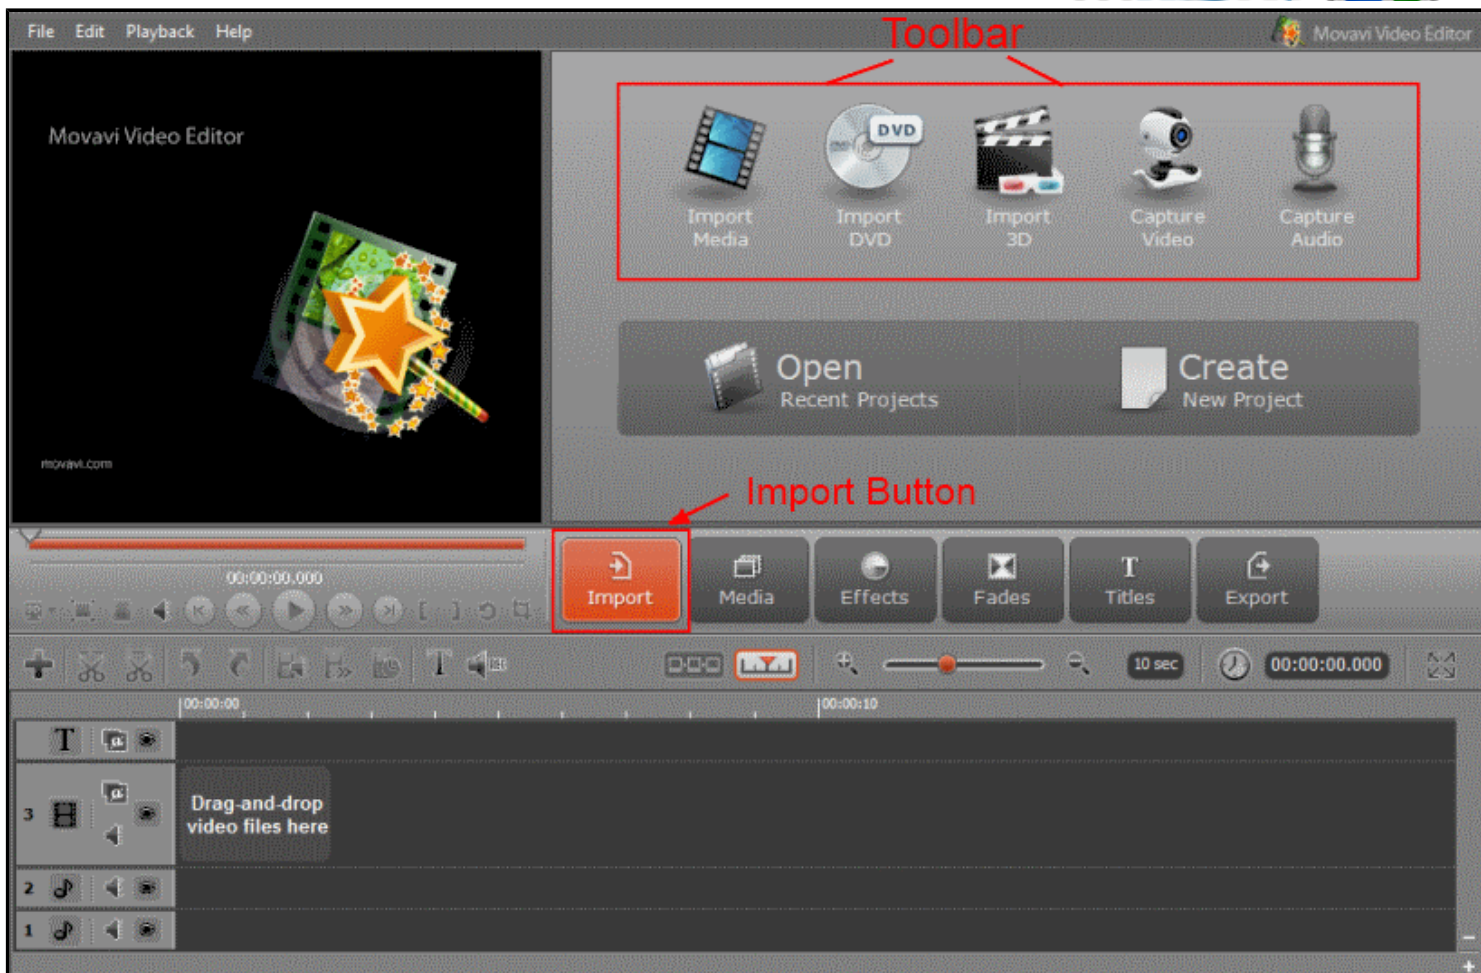 File Edit Playback Help
Toolbar
Movavi Video Editor
Movavi Video Editor
DVD
Import Media
Import DVD
Import 3D
Capture Video
Capture Audio
Open
Recent Projects
Create
New Project
movavi.com
Import Button
00:00:00.000
Import
Media
Effects
Fades
T
Titles
Export
T
REC
10 sec
00:00:00.000
00:00:00
00:00:10
T
a
3
a
Drag-and-drop
video files here
2
1